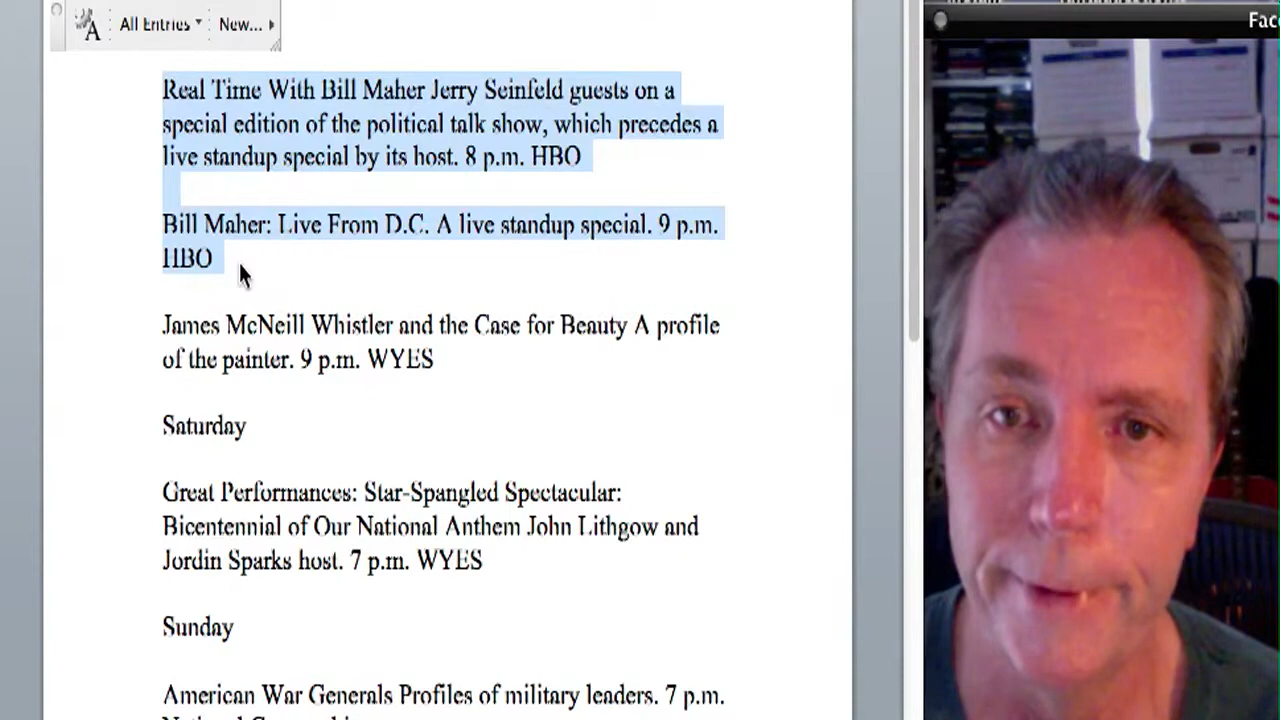 All Entries New...
Fac
Real Time With Bill Maher Jerry Seinfeld guests on a
special edition of the political talk show, which precedes a
live standup special by its host. 8 p.m. HBO
Bill Maher: Live From D.C. A live standup special. 9 p.m.
HBO
James McNeill Whistler and the Case for Beauty A profile
of the painter. 9 p.m. WYES
Saturday
Great Performances: Star-Spangled Spectacular:
Bicentennial of Our National Anthem John Lithgow and
Jordin Sparks host. 7 p.m. WYES
Sunday
American War Generals Profiles of military leaders. 7 p.m.